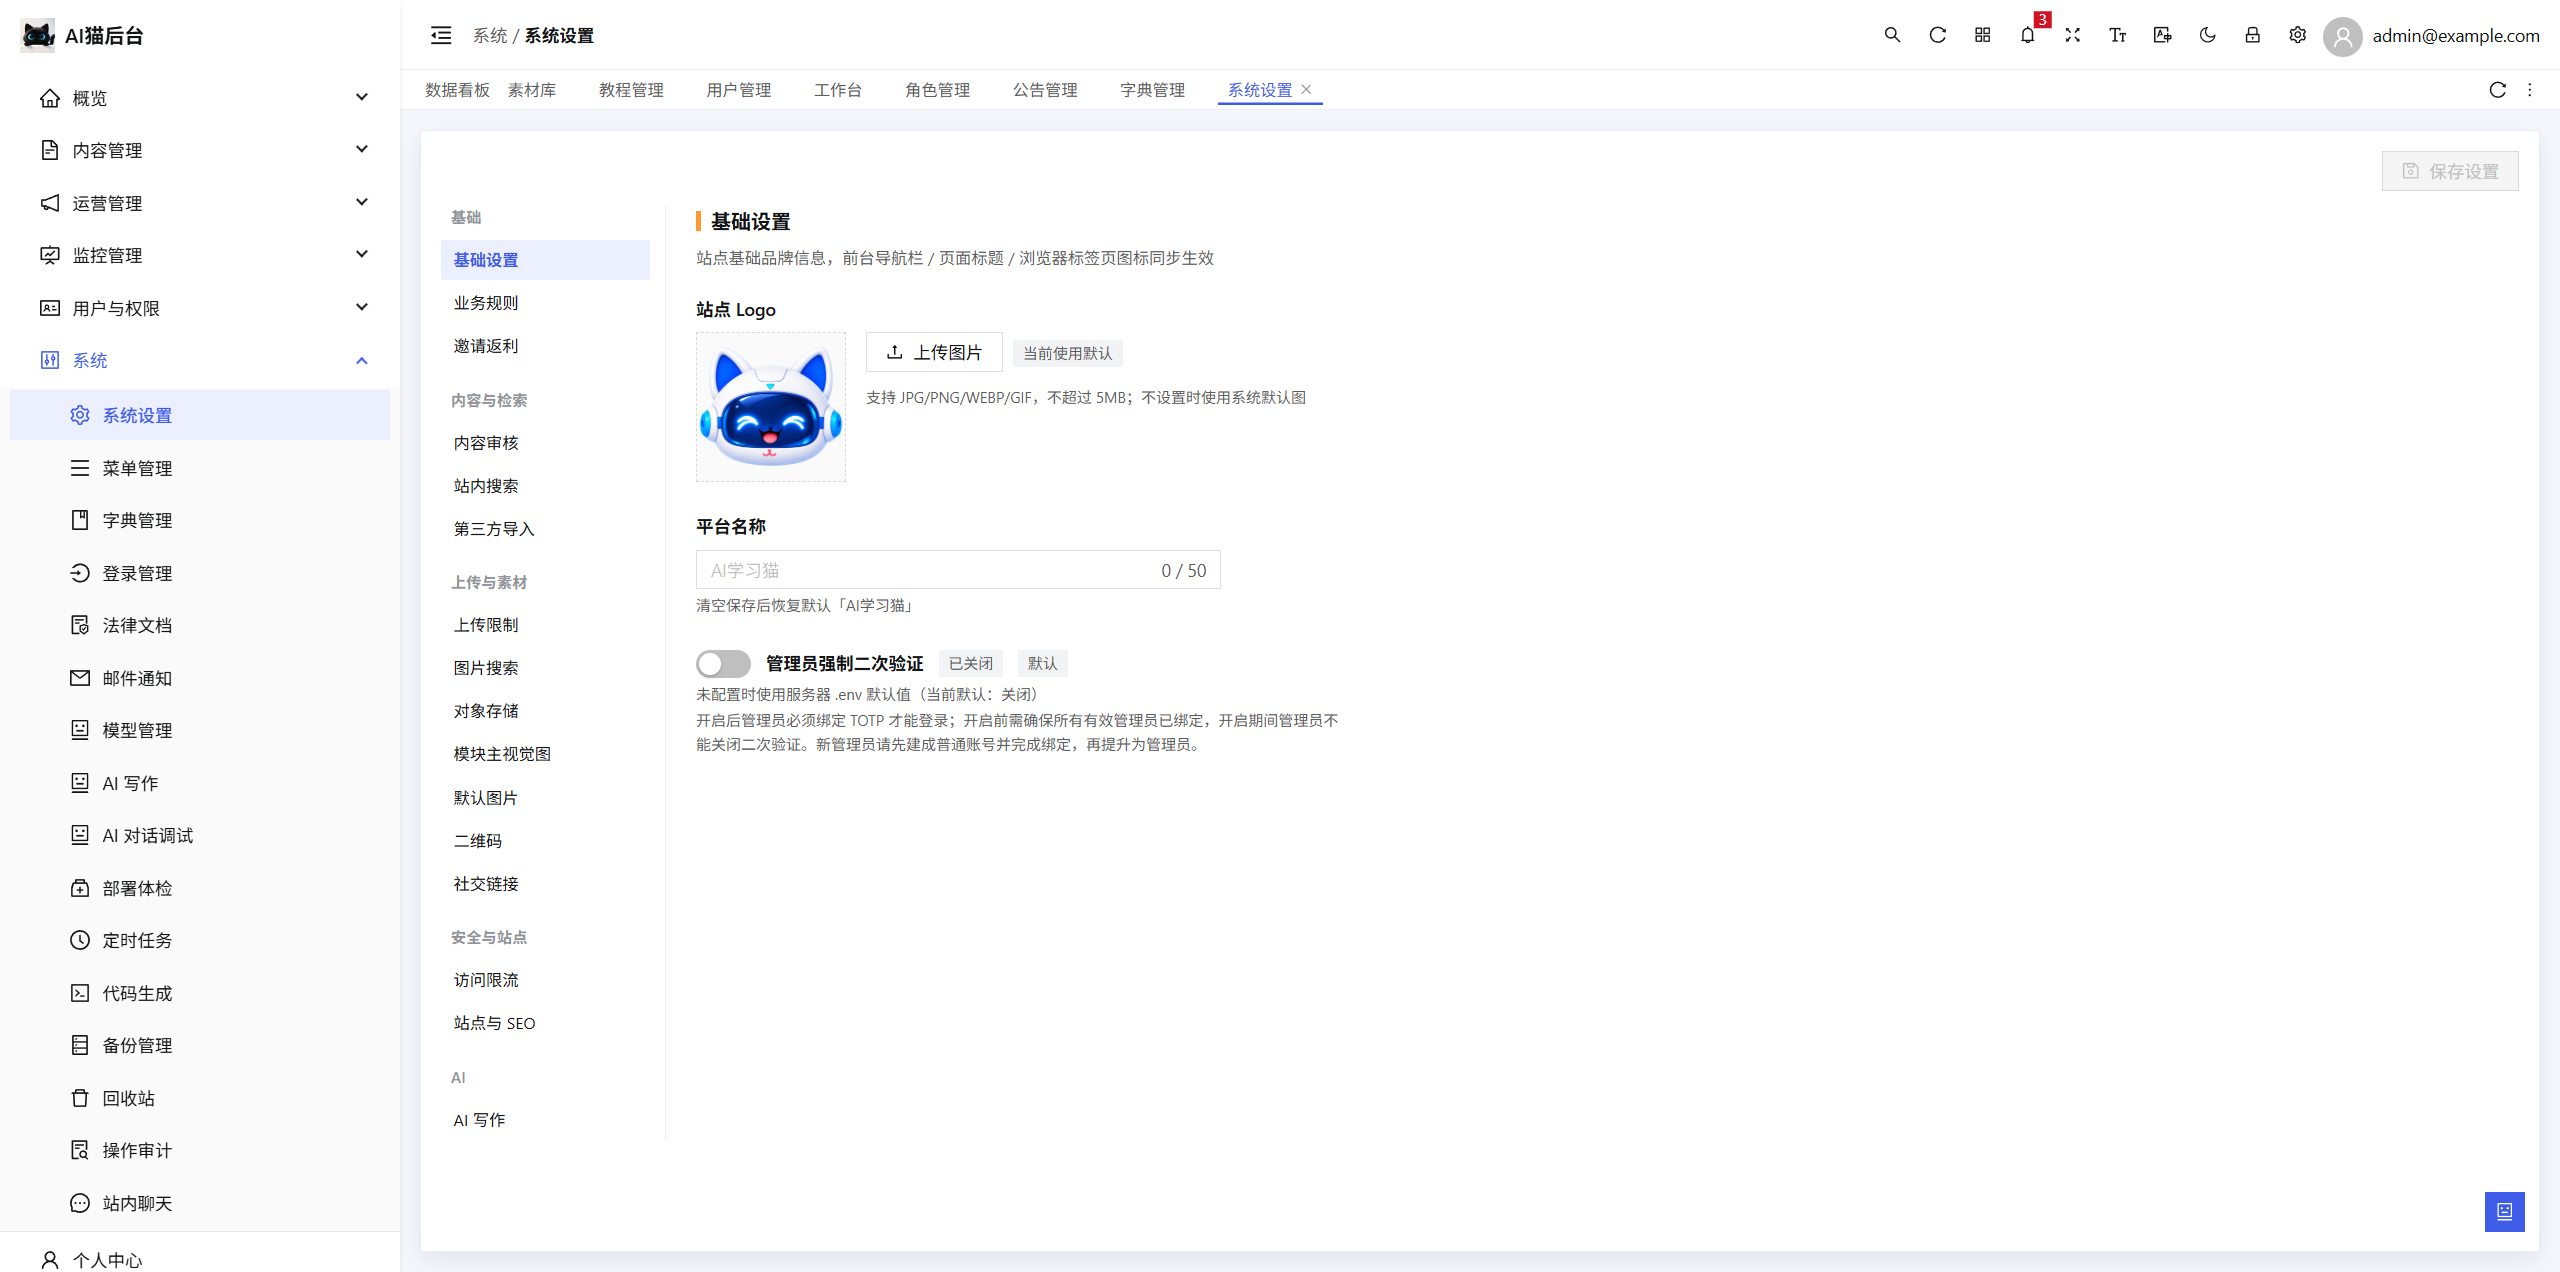 AI猫后台
概览
内容管理
运营管理
监控管理
用户与权限
系统
系统设置
菜单管理
字典管理
登录管理
法律文档
邮件通知
模型管理
AI 写作
AI 对话调试
部署体检
定时任务
代码生成
备份管理
回收站
操作审计
站内聊天
个人中心
系统 / 系统设置
3
admin@example.com
数据看板 素材库 教程管理 用户管理 工作台 角色管理 公告管理 字典管理 系统设置
保存设置
基础
基础设置
业务规则
邀请返利
内容与检索
内容审核
站内搜索
第三方导入
上传与素材
上传限制
图片搜索
对象存储
模块主视觉图
默认图片
二维码
社交链接
安全与站点
访问限流
站点与 SEO
AI
AI 写作
基础设置
站点基础品牌信息，前台导航栏 / 页面标题 / 浏览器标签页图标同步生效
站点 Logo
上传图片 当前使用默认
支持 JPG/PNG/WEBP/GIF，不超过 5MB；不设置时使用系统默认图
平台名称
AI学习猫 0 / 50
清空保存后恢复默认「AI学习猫」
管理员强制二次验证 已关闭 默认
未配置时使用服务器 .env 默认值（当前默认：关闭）
开启后管理员必须绑定 TOTP 才能登录；开启前需确保所有有效管理员已绑定，开启期间管理员不
能关闭二次验证。新管理员请先建成普通账号并完成绑定，再提升为管理员。